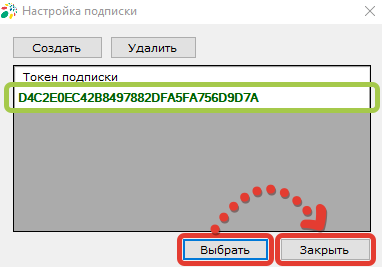 Настройка подписки
Создать Удалить
Токен подписки
D4C2E0EC42B8497882DFA5FA756D9D7A
Выбрать Закрыть